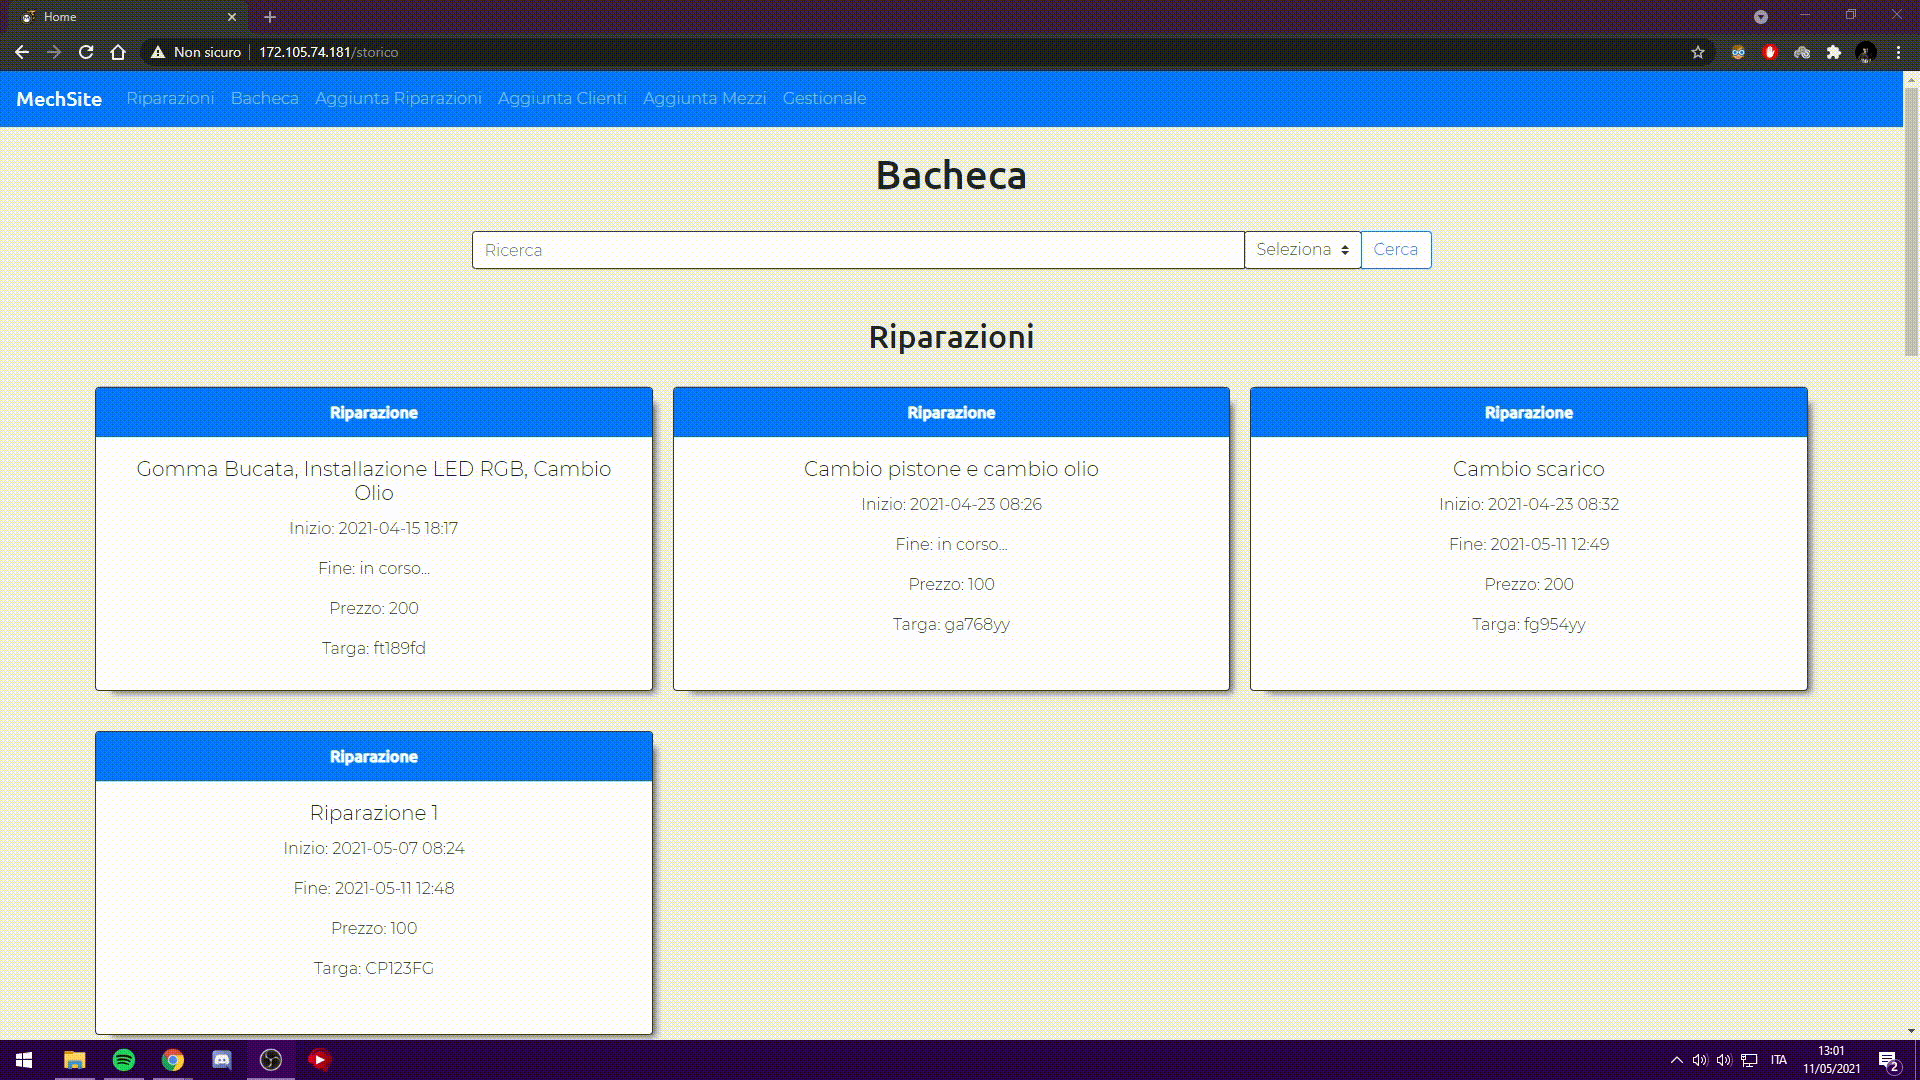 Home
Non sicuro
172.105.74.181/storico
MechSite Riparazioni Bacheca Aggiunta Riparazioni Aggiunta Clienti Aggiunta Mezzi Gestionale
Bacheca
Ricerca
Seleziona
Cerca
Riparazioni
Riparazione
Gomma Bucata, Installazione LED RGB, Cambio
Olio
Inizio: 2021-04-15 18:17
Fine: in corso...
Prezzo: 200
Targa: ft189fd
Riparazione
Cambio pistone e cambio olio
Inizio: 2021-04-23 08:26
Fine: in corso...
Prezzo: 100
Targa: ga768yy
Riparazione
Cambio scarico
Inizio: 2021-04-23 08:32
Fine: 2021-05-11 12:49
Prezzo: 200
Targa: fg954yy
Riparazione
Riparazione 1
Inizio: 2021-05-07 08:24
Fine: 2021-05-11 12:48
Prezzo: 100
Targa: CP123FG
ITA
13:01
11/05/2021
2